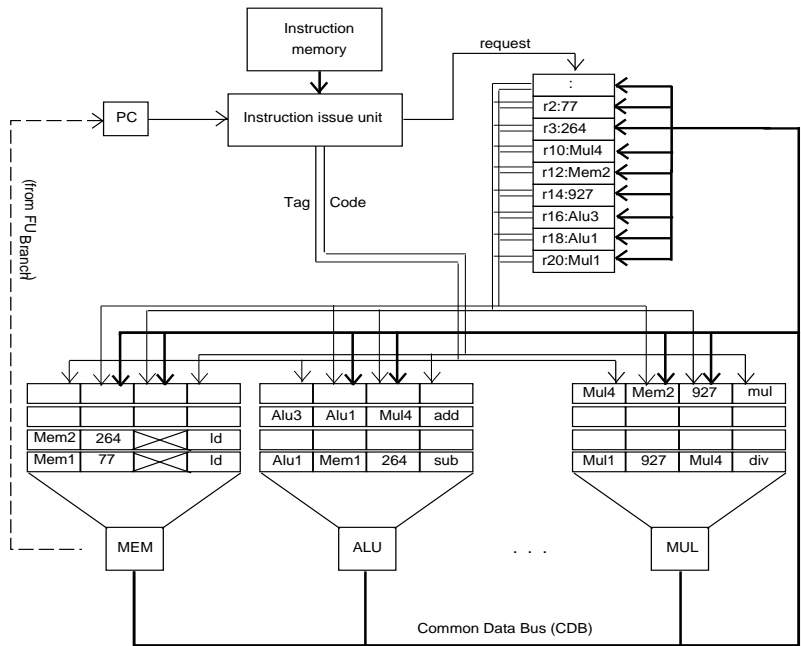 Instruction
memory
request
PC
Instruction issue unit
:
r2:77
r3:264
r10:Mul4
r12:Mem2
r14:927
r16:Alu3
r18:Alu1
r20:Mul1
(from FU Branch)
Tag Code
Mul4 Mem2 927 mul
Alu3 Alu1 Mul4 add
Mem2 264 ld
Mem1 77 ld
Alu1 Mem1 264 sub
Mul1 927 Mul4 div
MEM
ALU
. . .
MUL
Common Data Bus (CDB)